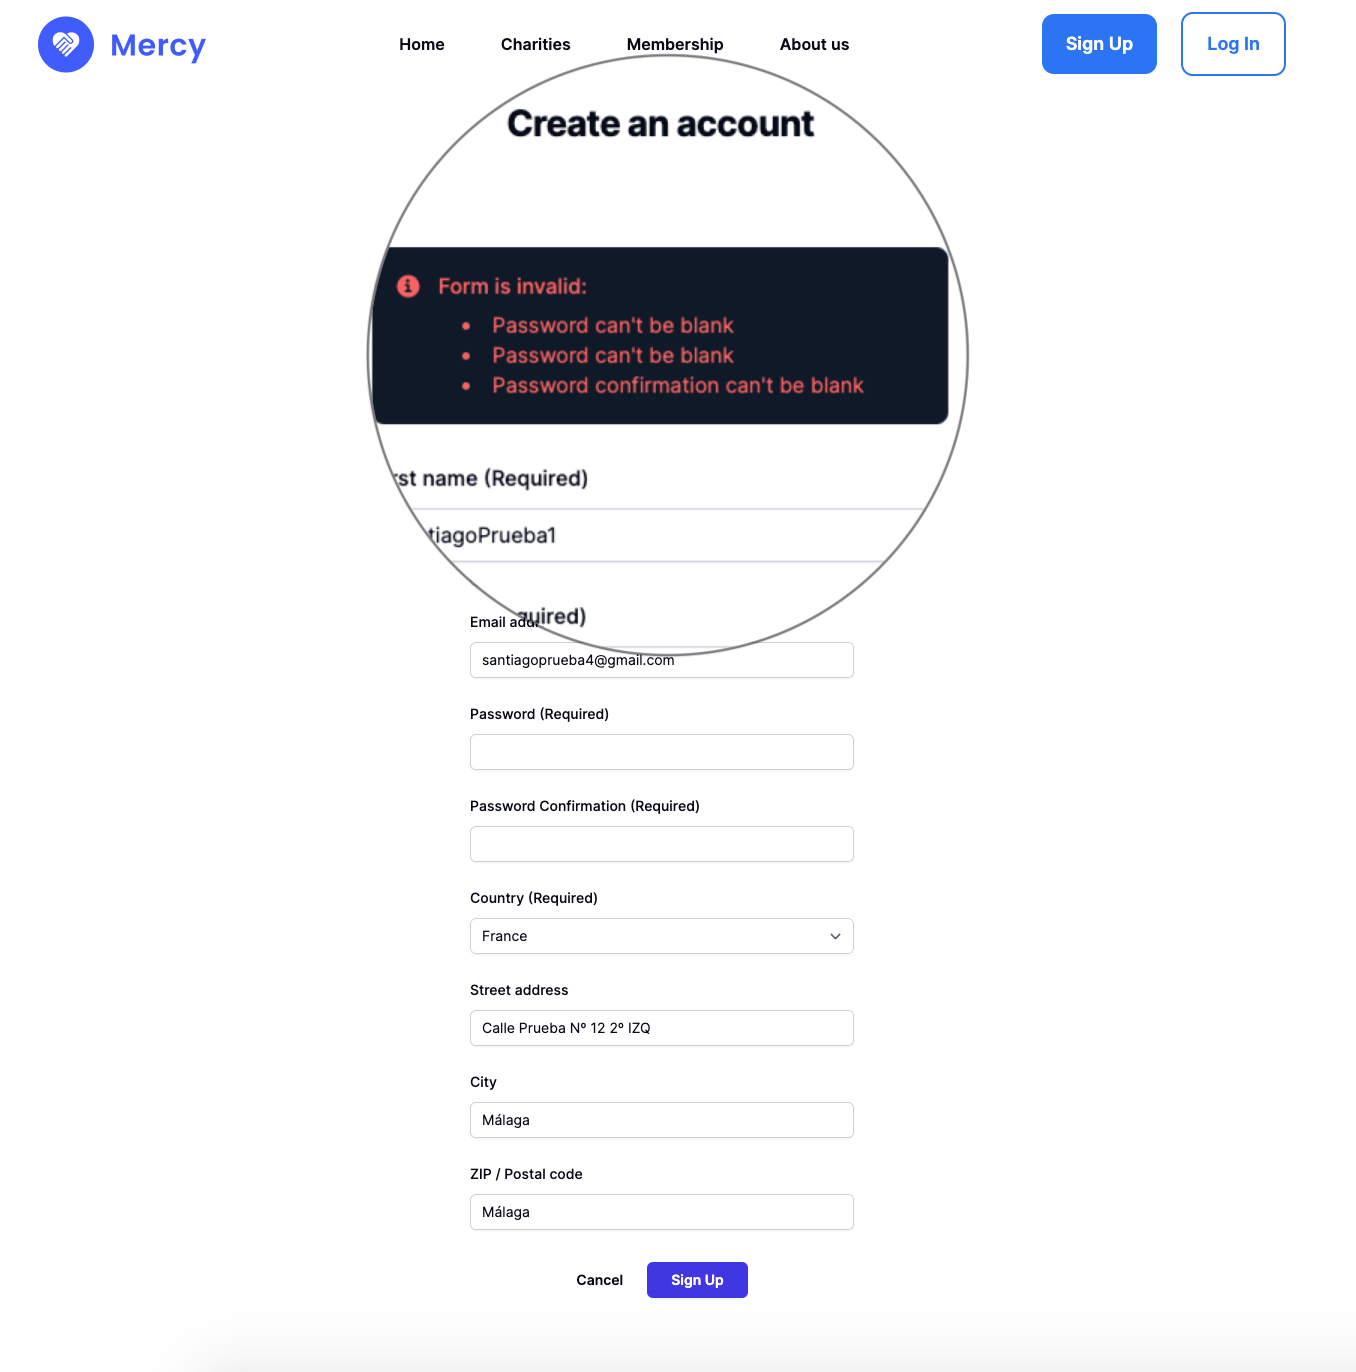 Mercy
Home
Charities
Membership
About us
Sign Up
Log In
Create an account
Form is invalid:
Password can't be blank
Password can't be blank
Password confirmation can't be blank
rst name (Required)
tiagoPrueba1
quired)
Email addr
santiagoprueba4@gmail.com
Password (Required)
Password Confirmation (Required)
Country (Required)
France
Street address
Calle Prueba Nº 12 2º IZQ
City
Málaga
ZIP / Postal code
Málaga
Cancel
Sign Up